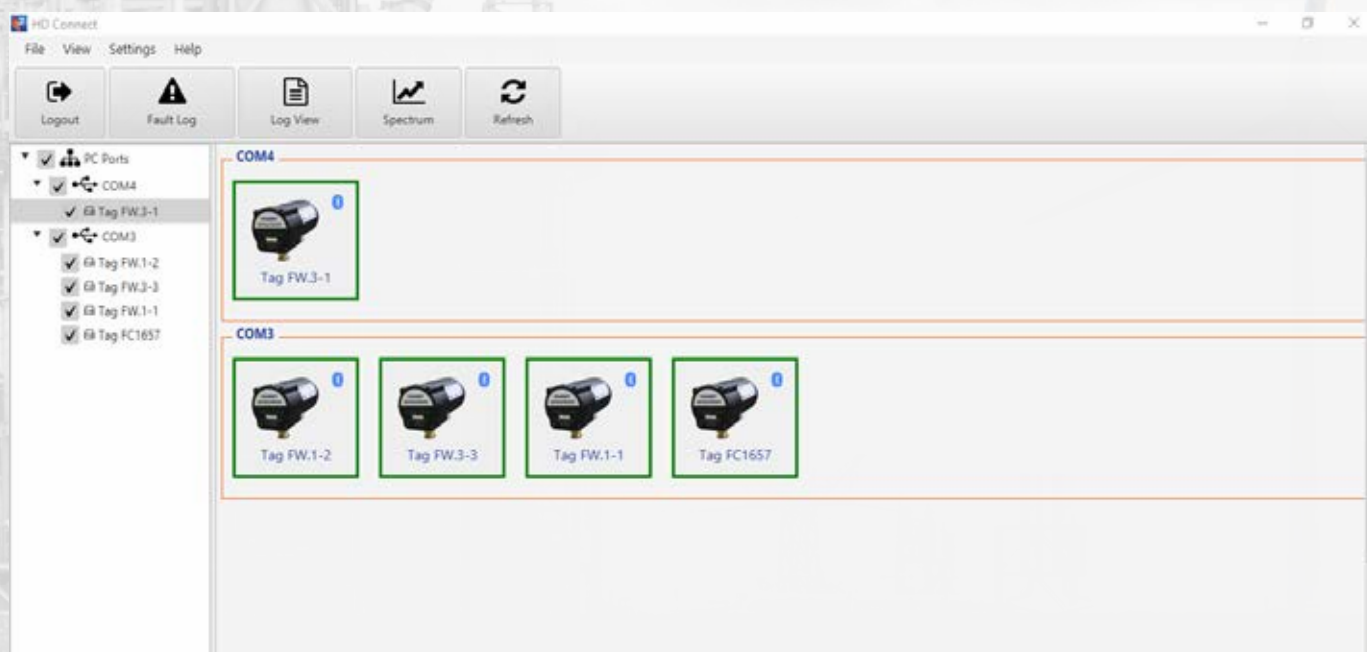 HD Connect
File View Settings Help
Logout Fault Log Log View Spectrum Refresh
PC Ports
COM4
Tag FW.3-1
COM3
Tag FW.1-2
Tag FW.3-3
Tag FW.1-1
Tag FC1657
COM4
0
Tag FW.3-1
COM3
0 0 0 0
Tag FW.1-2 Tag FW.3-3 Tag FW.1-1 Tag FC1657